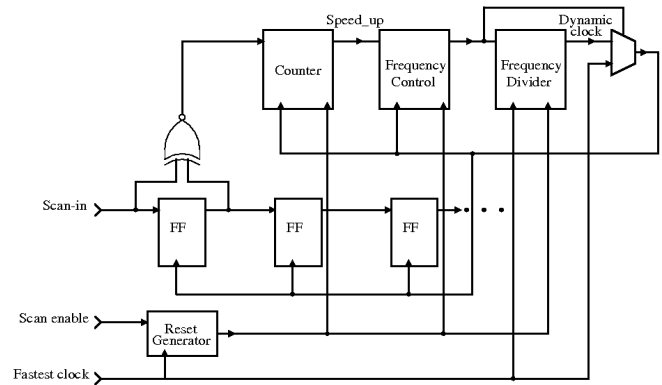 Speed_up
Dynamic
clock
Counter
Frequency
Control
Frequency
Divider
Scan-in
FF
FF
FF
Scan enable
Reset
Generator
Fastest clock